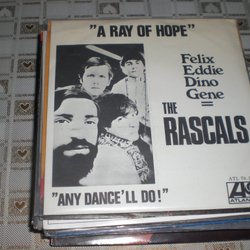 "A RAY OF HOPE"
Felix
Eddie
Dino
Gene
=
THE
RASCALS
"ANY DANCE'LL DO!"
ATLANTIC